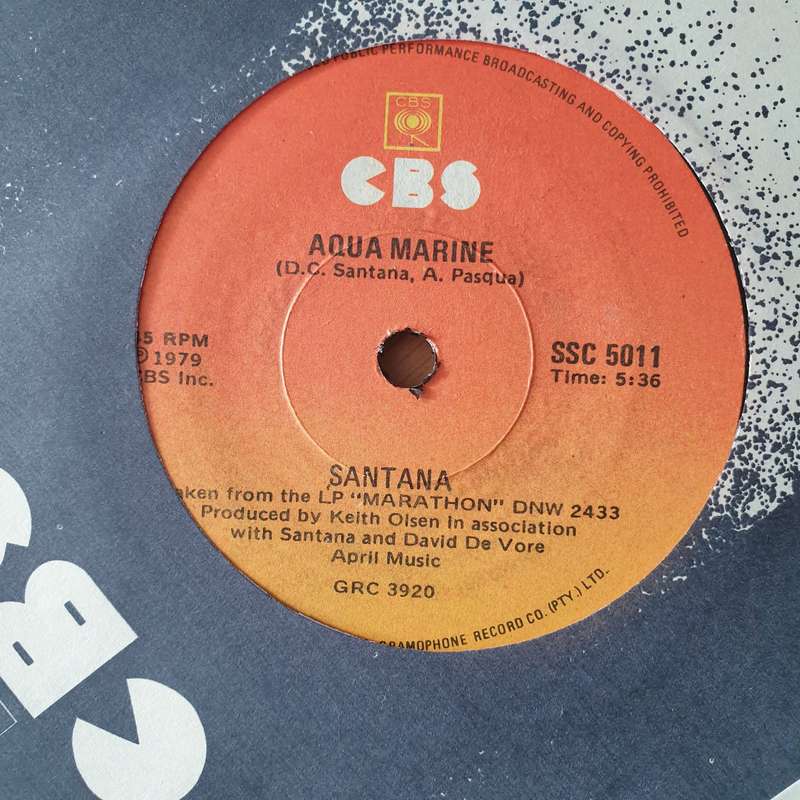 PUBLIC PERFORMANCE BROADCASTING AND COPYING PROHIBITED
CBS
CBS
AQUA MARINE
(D.C. Santana, A. Pasqua)
5 RPM
℗ 1979
BS Inc.
SSC 5011
Time: 5:36
SANTANA
aken from the LP "MARATHON" DNW 2433
Produced by Keith Olsen in association
with Santana and David De Vore
April Music
GRC 3920
GRAMOPHONE RECORD CO. (PTY.) LTD.
CB